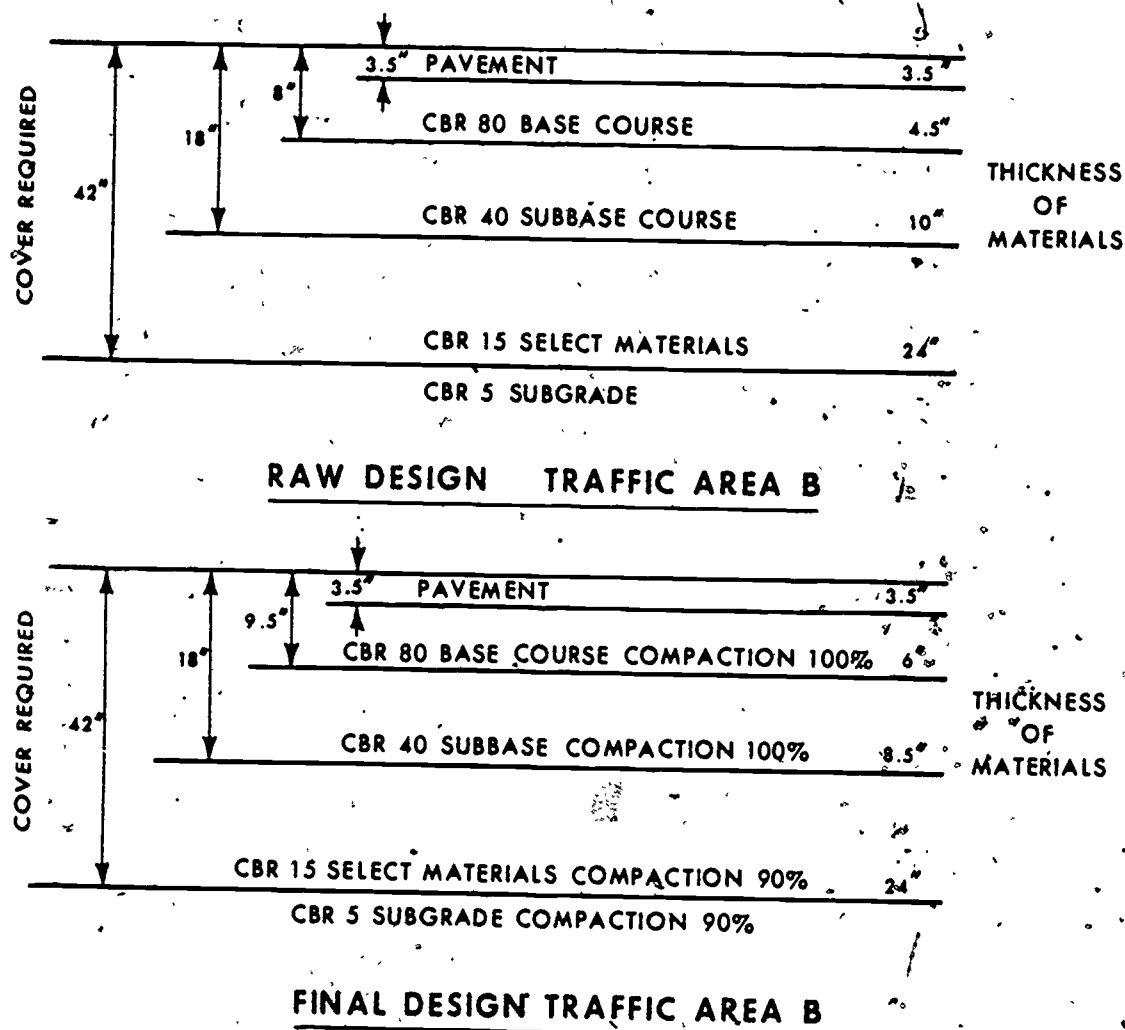 3.5" PAVEMENT 3.5"
8"
CBR 80 BASE COURSE 4.5"
18"
42"
COVER REQUIRED
CBR 40 SUBBASE COURSE 10"
THICKNESS
OF
MATERIALS
CBR 15 SELECT MATERIALS 24"
CBR 5 SUBGRADE
RAW DESIGN TRAFFIC AREA B
3.5" PAVEMENT 3.5"
9.5"
CBR 80 BASE COURSE COMPACTION 100% 6"
18"
42"
COVER REQUIRED
CBR 40 SUBBASE COMPACTION 100% 8.5"
THICKNESS
OF
MATERIALS
CBR 15 SELECT MATERIALS COMPACTION 90% 24"
CBR 5 SUBGRADE COMPACTION 90%
FINAL DESIGN TRAFFIC AREA B